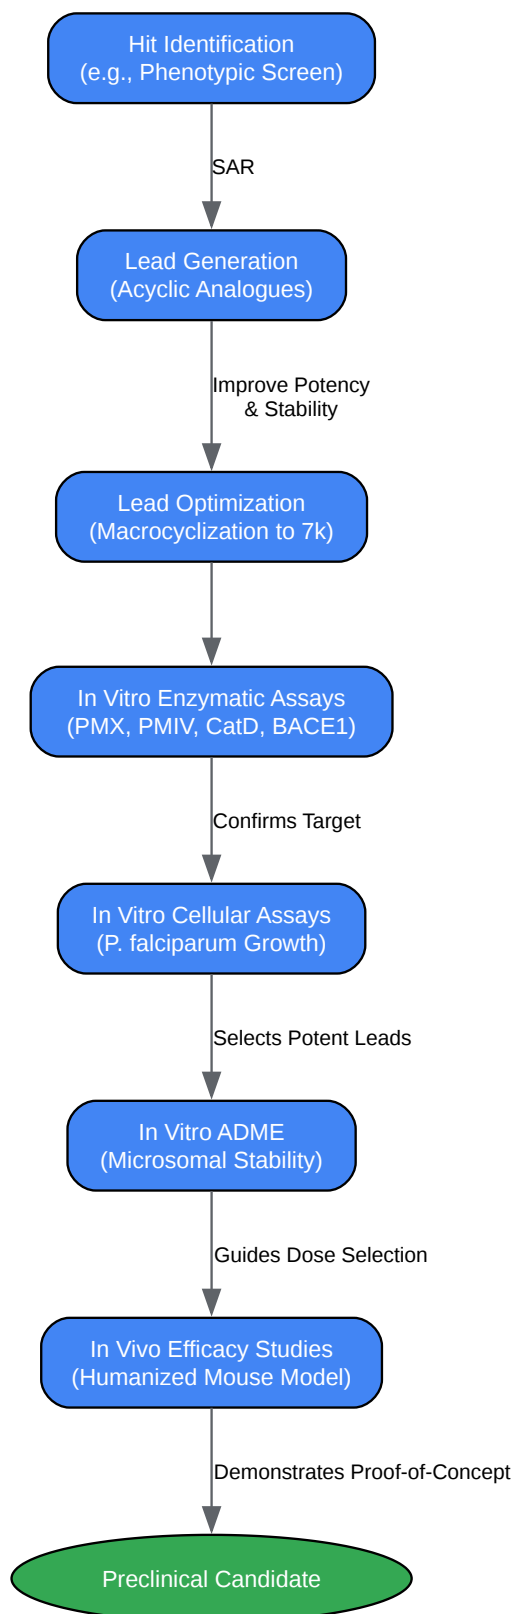 Hit Identification
(e.g., Phenotypic Screen)
SAR
Lead Generation
(Acyclic Analogues)
Improve Potency
& Stability
Lead Optimization
(Macrocyclization to 7k)
In Vitro Enzymatic Assays
(PMX, PMIV, CatD, BACE1)
Confirms Target
In Vitro Cellular Assays
(P. falciparum Growth)
Selects Potent Leads
In Vitro ADME
(Microsomal Stability)
Guides Dose Selection
In Vivo Efficacy Studies
(Humanized Mouse Model)
Demonstrates Proof-of-Concept
Preclinical Candidate